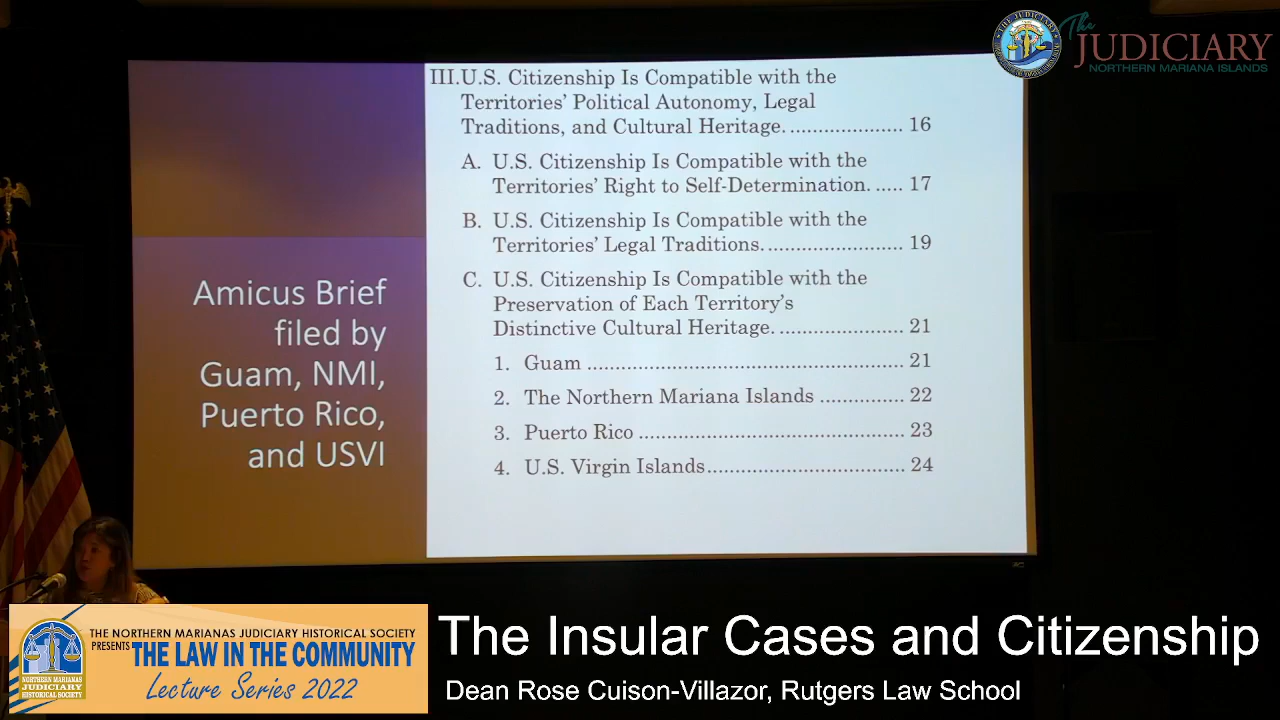 The
JUDICIARY
NORTHERN MARIANA ISLANDS
III.U.S. Citizenship Is Compatible with the
Territories' Political Autonomy, Legal
Traditions, and Cultural Heritage. .................... 16
A. U.S. Citizenship Is Compatible with the
Territories' Right to Self-Determination. ..... 17
B. U.S. Citizenship Is Compatible with the
Territories' Legal Traditions. ........................ 19
C. U.S. Citizenship Is Compatible with the
Preservation of Each Territory's
Distinctive Cultural Heritage. ...................... 21
1. Guam ........................................................ 21
2. The Northern Mariana Islands .............. 22
3. Puerto Rico ............................................... 23
4. U.S. Virgin Islands................................... 24
Amicus Brief
filed by
Guam, NMI,
Puerto Rico,
and USVI
THE NORTHERN MARIANAS JUDICIARY HISTORICAL SOCIETY
PRESENTS THE LAW IN THE COMMUNITY
Lecture Series 2022
NORTHERN MARIANAS
JUDICIARY
HISTORICAL SOCIETY
The Insular Cases and Citizenship
Dean Rose Cuison-Villazor, Rutgers Law School